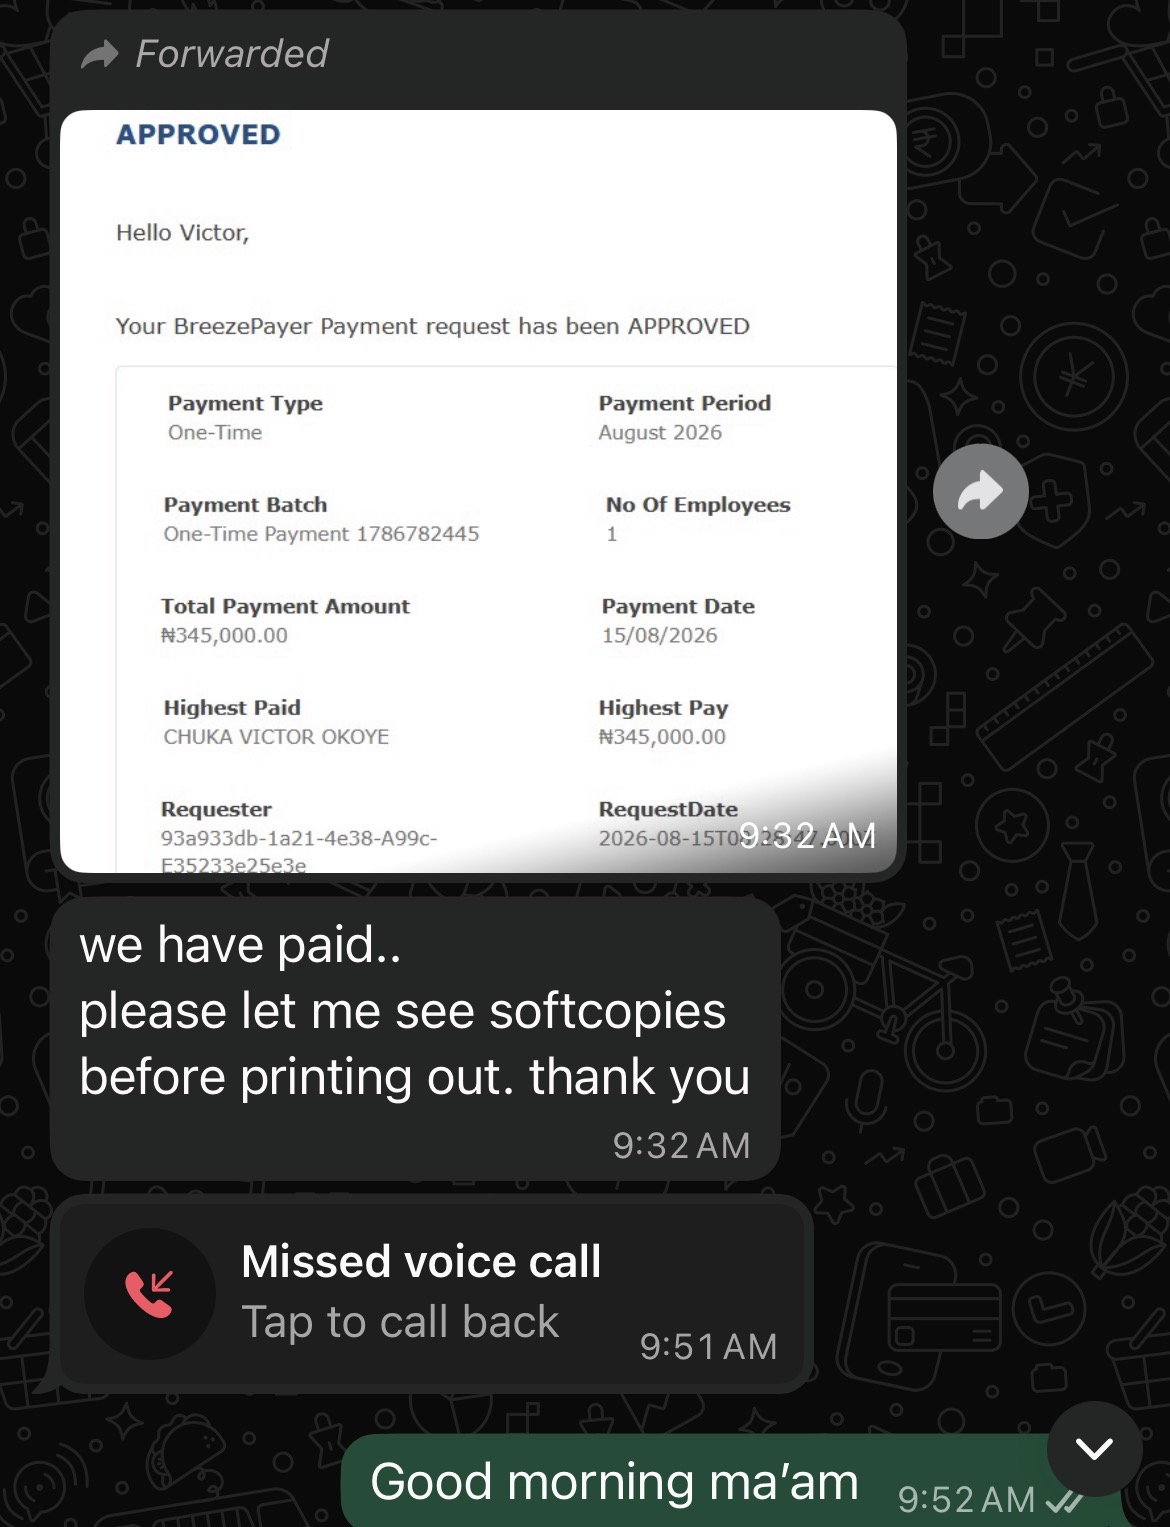 Forwarded
APPROVED
Hello Victor,
Your BreezePayer Payment request has been APPROVED
Payment Type Payment Period
One-Time August 2026
Payment Batch No Of Employees
One-Time Payment 1786782445 1
Total Payment Amount Payment Date
₦345,000.00 15/08/2026
Highest Paid Highest Pay
CHUKA VICTOR OKOYE ₦345,000.00
Requester RequestDate
93a933db-1a21-4e38-A99c- 2026-08-15
E35233e25e3e
9:32 AM
we have paid..
please let me see softcopies
before printing out. thank you
9:32 AM
Missed voice call
Tap to call back
9:51 AM
Good morning ma’am
9:52 AM